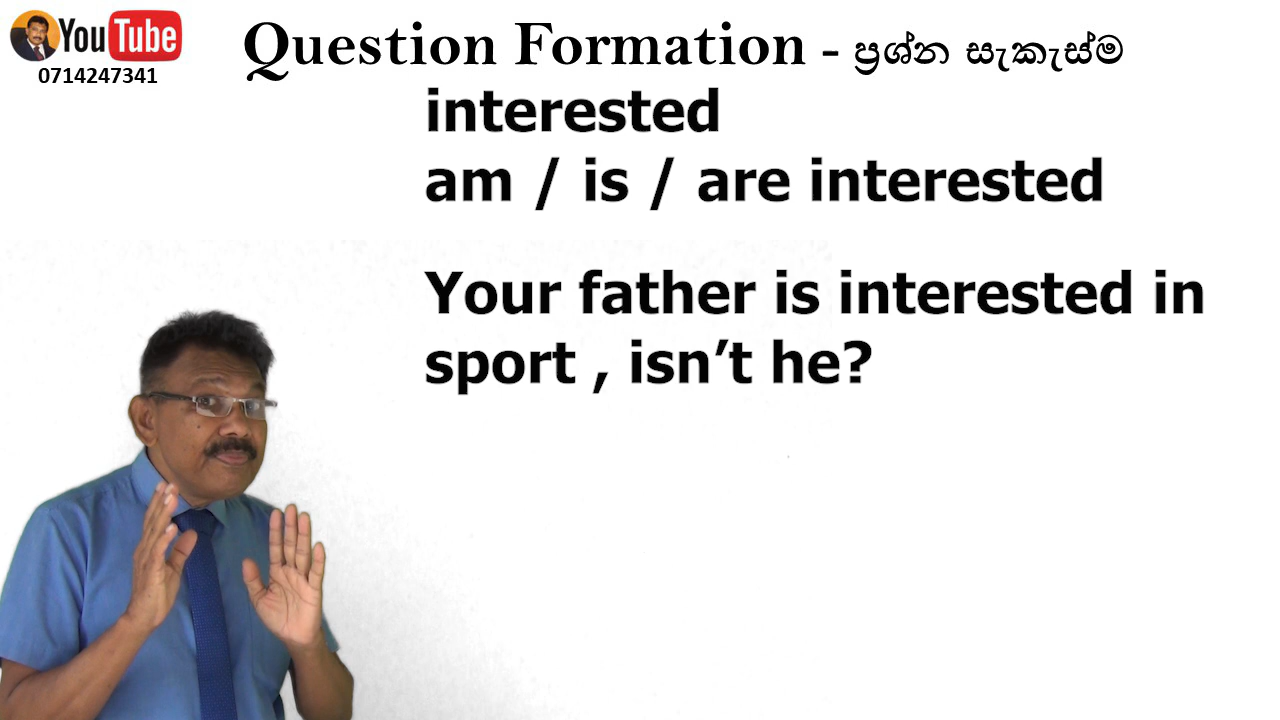 YouTube
0714247341
Question Formation - ප්‍රශ්න සැකැස්ම
interested
am / is / are interested
Your father is interested in
sport , isn’t he?